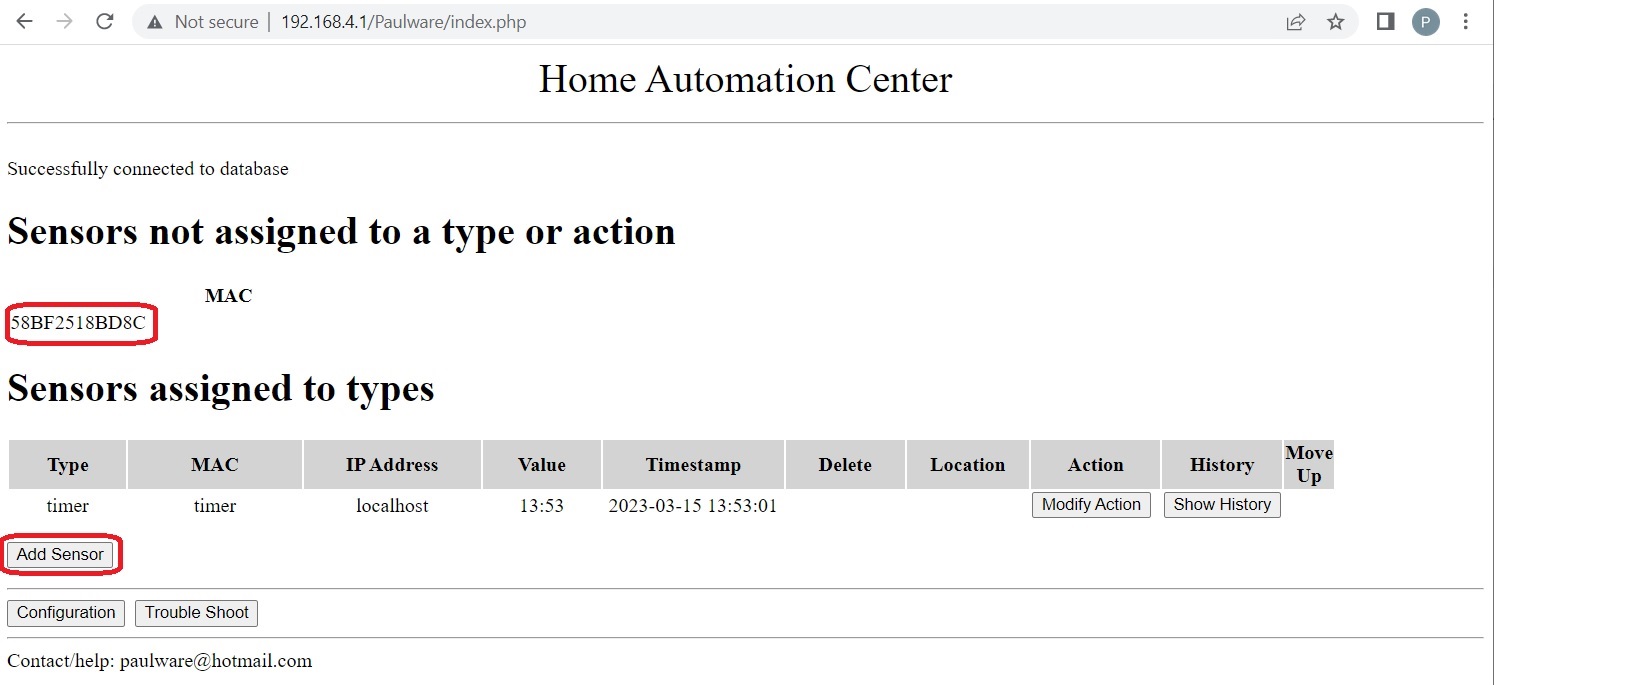 Not secure | 192.168.4.1/Paulware/index.php P
Home Automation Center
Successfully connected to database
Sensors not assigned to a type or action
MAC
58BF2518BD8C
Sensors assigned to types
Type MAC IP Address Value Timestamp Delete Location Action History Move Up
timer timer localhost 13:53 2023-03-15 13:53:01 Modify Action Show History
Add Sensor
Configuration Trouble Shoot
Contact/help: paulware@hotmail.com